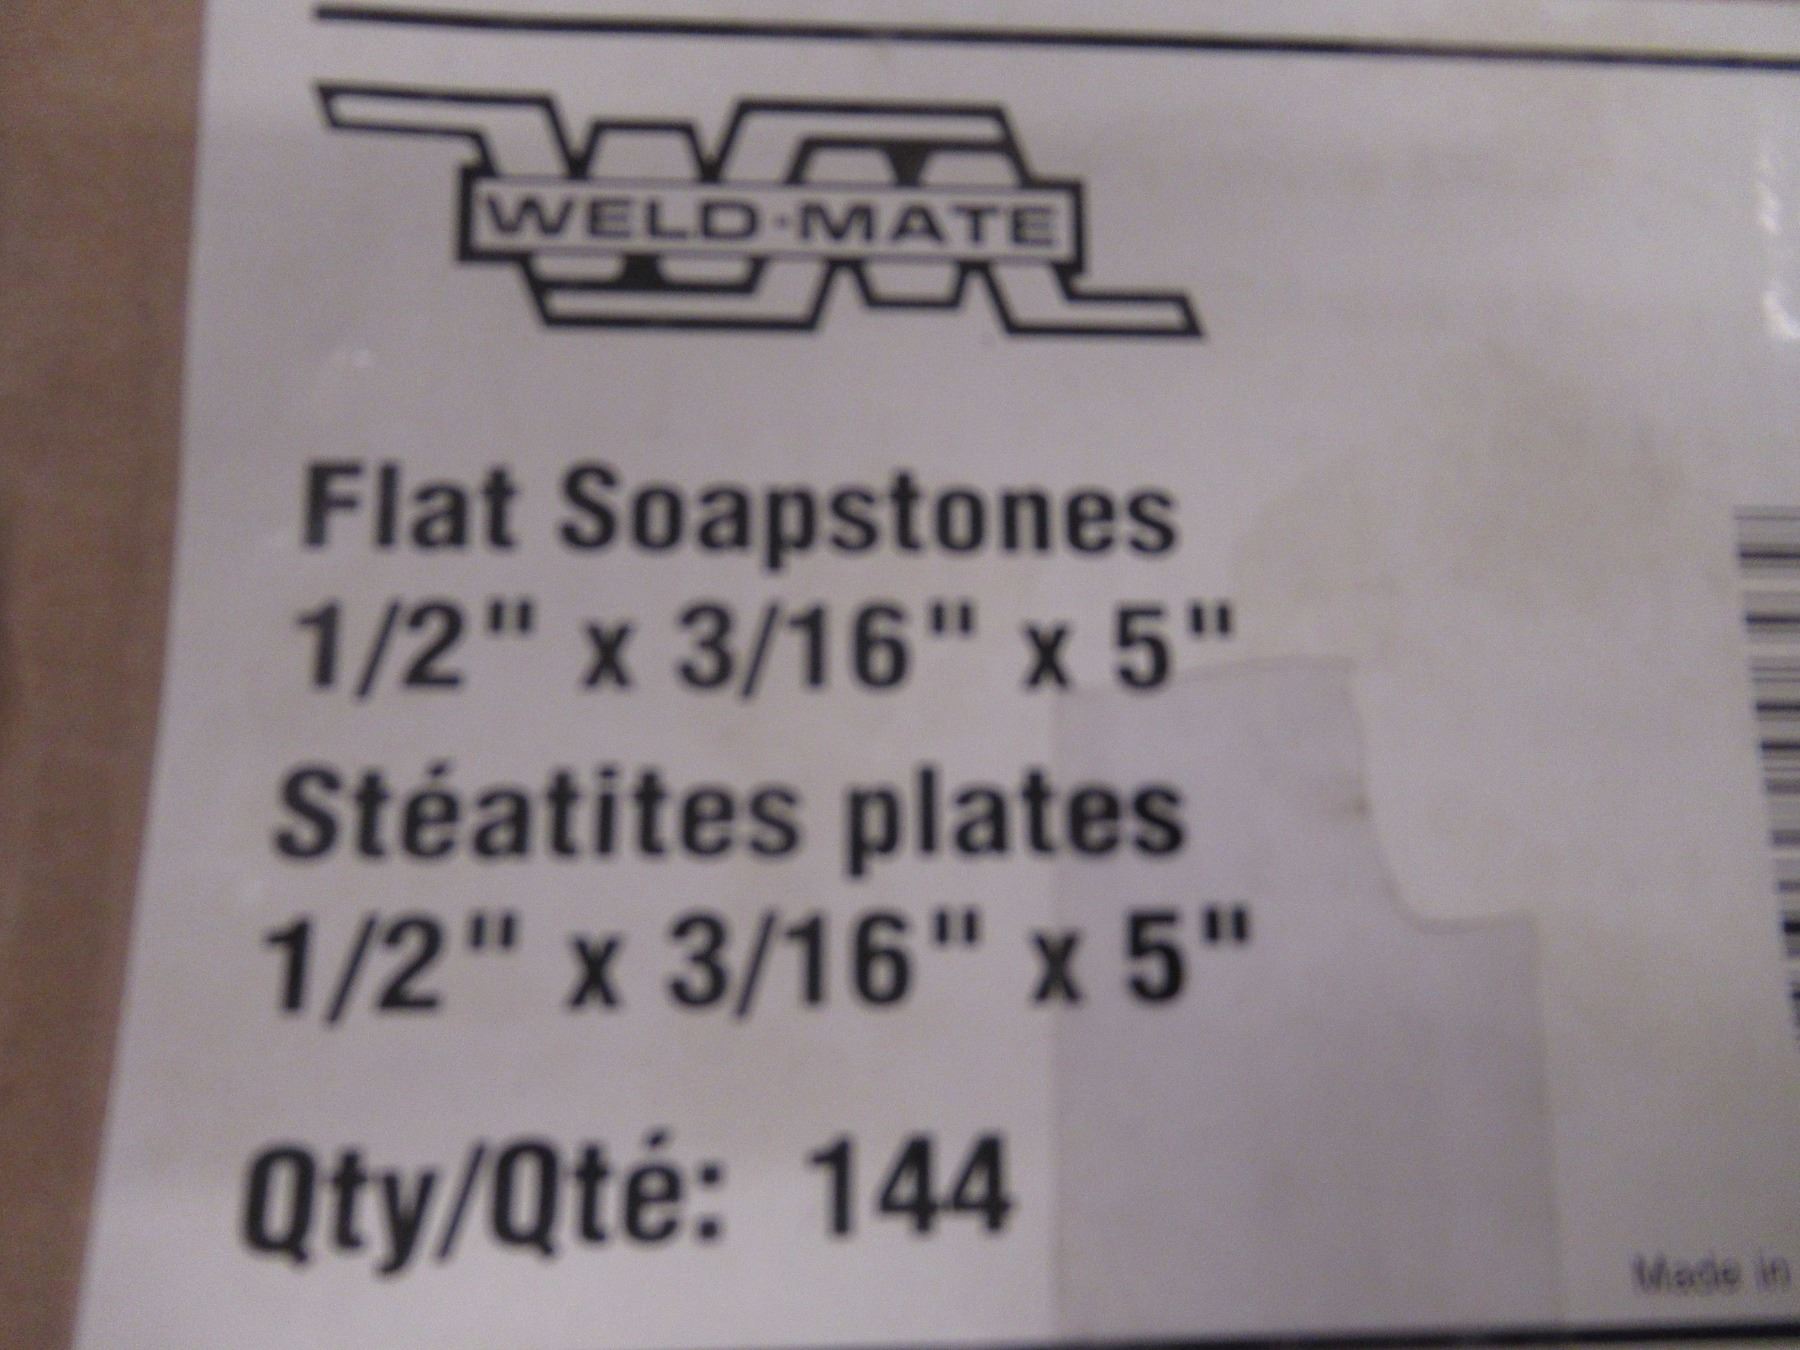 WELD·MATE
Flat Soapstones
1/2" x 3/16" x 5"
Stéatites plates
1/2" x 3/16" x 5"
Qty/Qté: 144
Made in